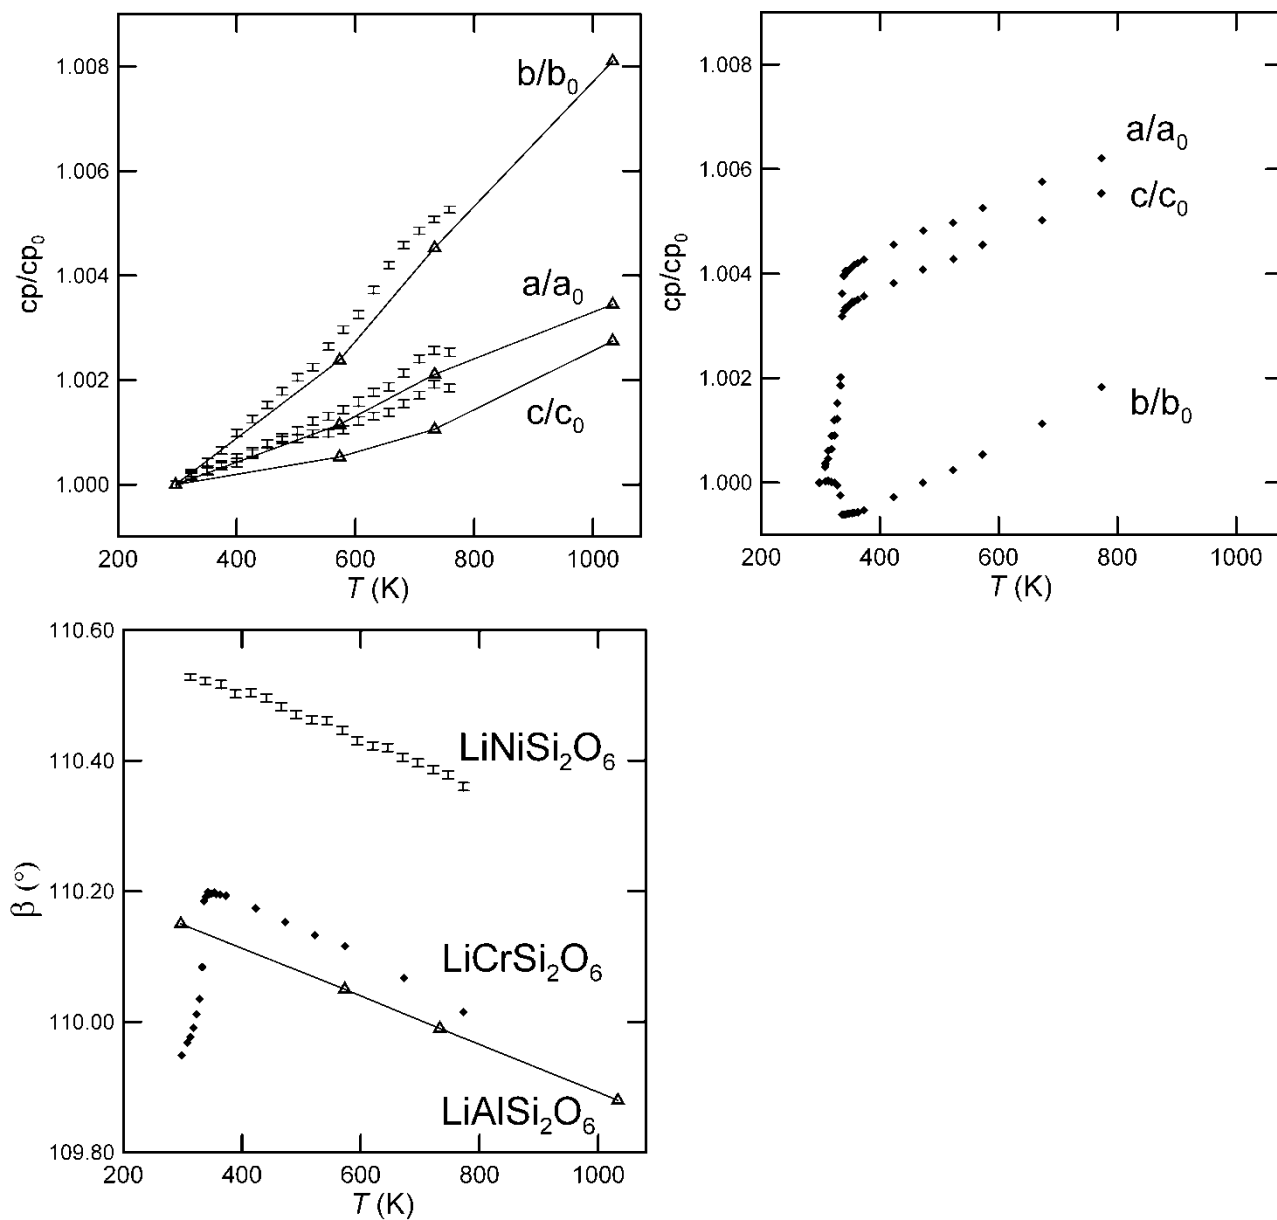 1.008
1.006
1.004
1.002
1.000
cp/cp₀
b/b₀
a/a₀
c/c₀
200 400 600 800 1000
T (K)
1.008
1.006
1.004
1.002
1.000
cp/cp₀
a/a₀
c/c₀
b/b₀
200 400 600 800 1000
T (K)
110.60
110.40
110.20
110.00
109.80
β (°)
LiNiSi₂O₆
LiCrSi₂O₆
LiAlSi₂O₆
200 400 600 800 1000
T (K)